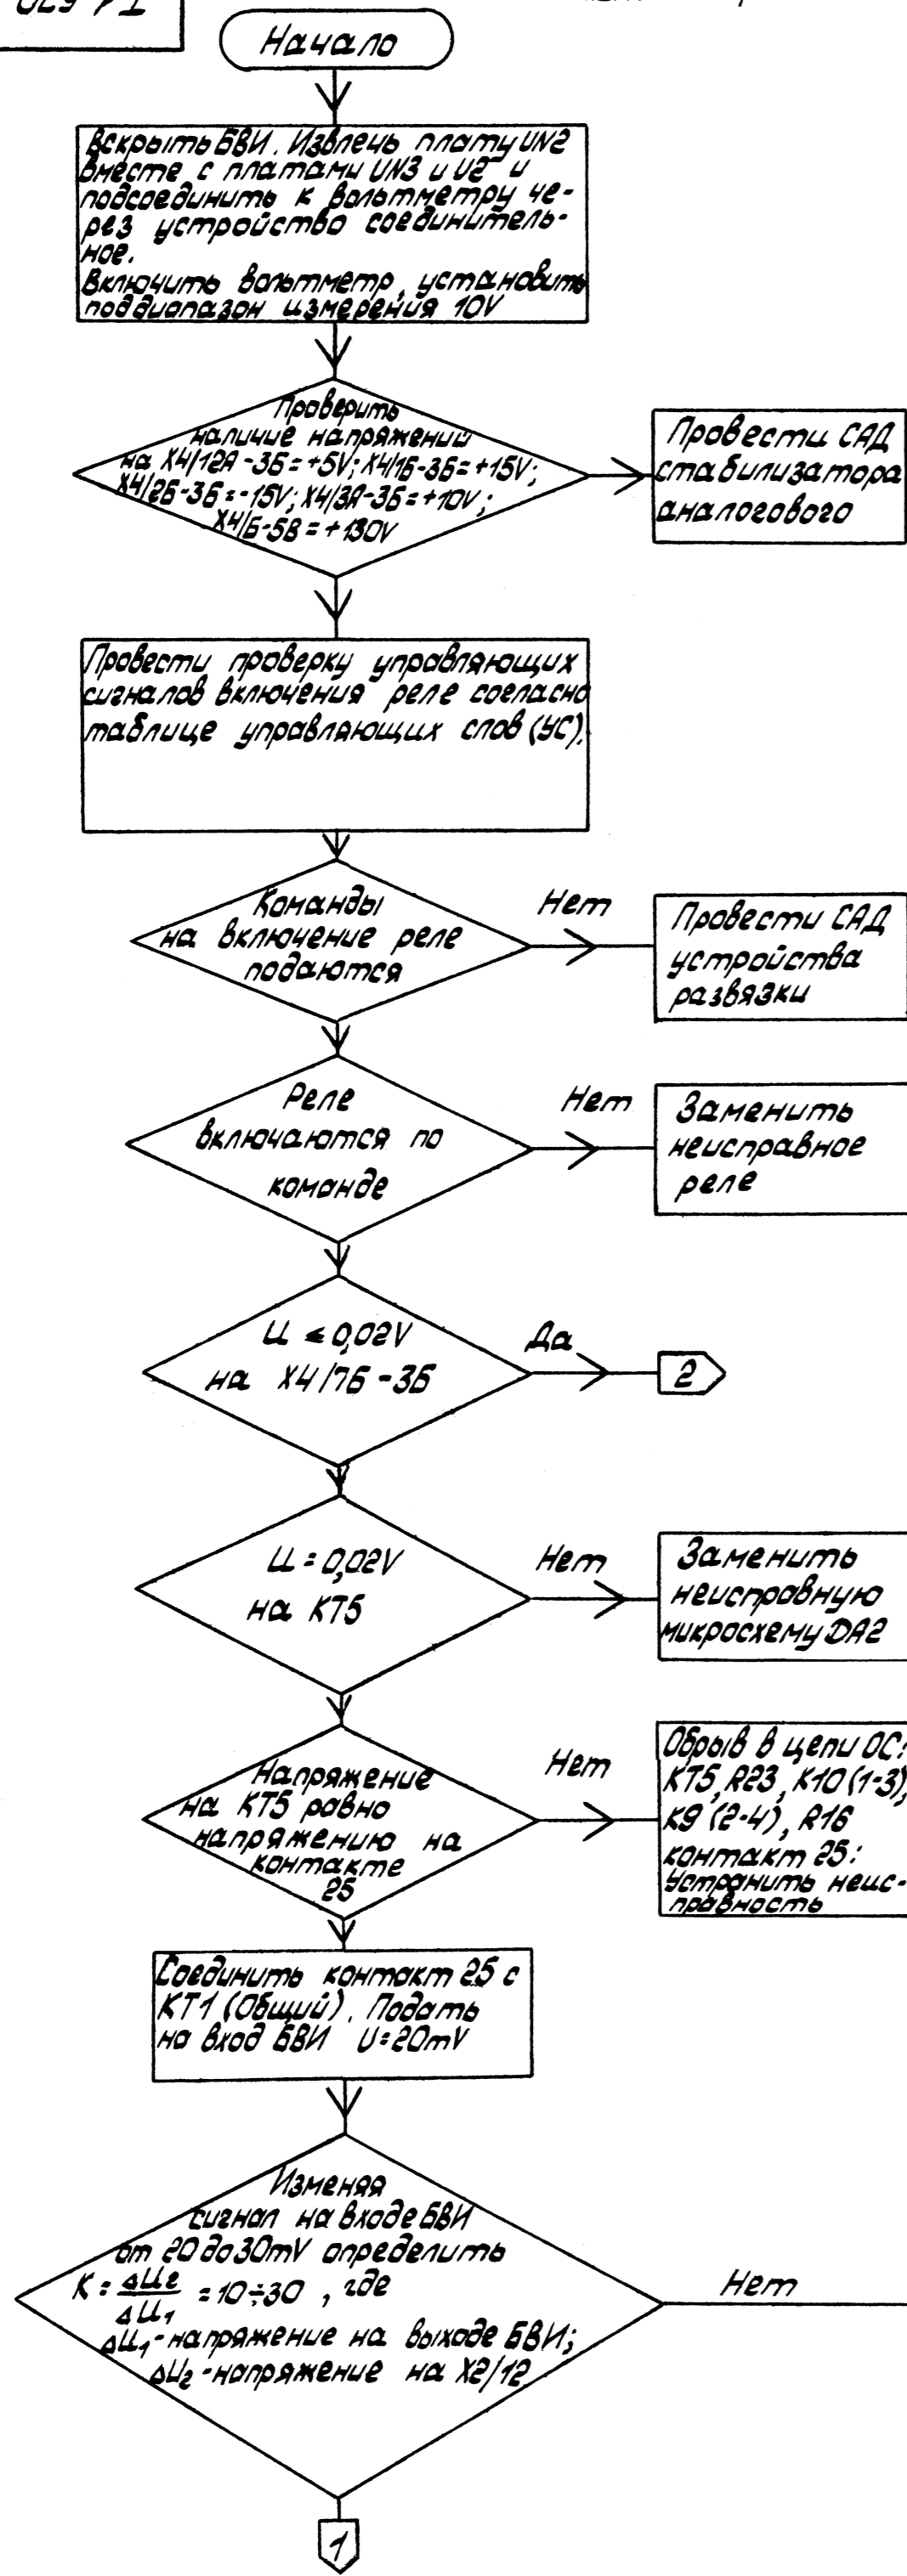 Начало
Вскрыть БВИ. Извлечь плату UN2
вместе с платами UN3 и U2 и
подсоединить к вольтметру че-
рез устройство соединитель-
ное.
Включить вольтметр, установить
поддиапазон измерения 10V
Проверить
наличие напряжений
на X4/12А-3Б=+5V; X4/1Б-3Б=+15V;
X4/2Б-3Б=-15V; X4/3А-3Б=+10V;
X4/Б-5В=+130V
Провести САД
стабилизатора
аналогового
Провести проверку управляющих
сигналов включения реле согласно
таблице управляющих слов (УС).
Команды
на включение реле
подаются
Нет
Провести САД
устройства
развязки
Реле
включаются по
команде
Нет
Заменить
неисправное
реле
U ≤ 0,02V
на X4/7Б-3Б
Да
2
U = 0,02V
на КТ5
Нет
Заменить
неисправную
микросхему DA2
Напряжение
на КТ5 равно
напряжению на
контакте
25
Нет
Обрыв в цепи ОС:
КТ5, R23, К10 (1-3),
К9 (2-4), R16
контакт 25:
Устранить неис-
правность
Соединить контакт 25 с
КТ1 (Общий). Подать
на вход БВИ U=20mV
Изменяя
сигнал на входе БВИ
от 20 до 30mV определить
K = ΔU2/ΔU1 = 10÷30, где
ΔU1-напряжение на выходе БВИ;
ΔU2-напряжение на X2/12
Нет
1